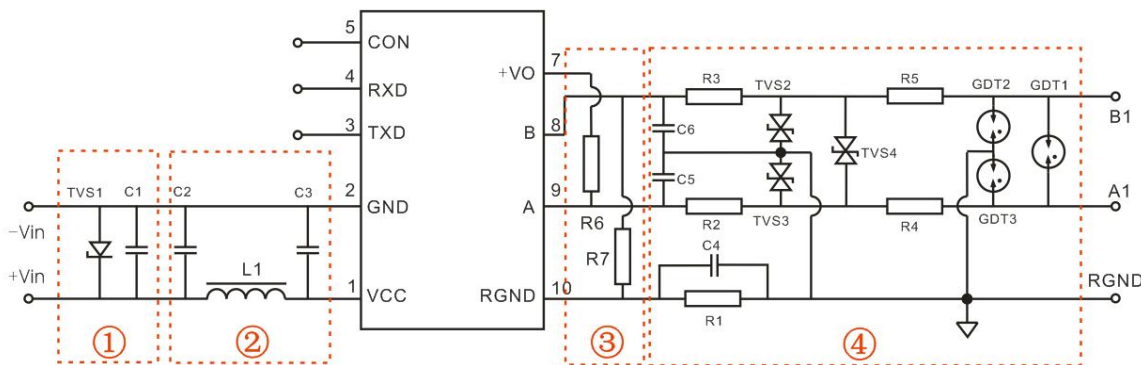 5
CON
4
RXD
3
TXD
2
GND
1
VCC
7
+VO
8
B
9
A
10
RGND
TVS1
C1
C2
C3
L1
−Vin
+Vin
①
②
③
④
R6
R7
C6
C5
R3
TVS2
R5
GDT2
GDT1
B1
TVS4
R2
TVS3
R4
GDT3
A1
C4
R1
RGND